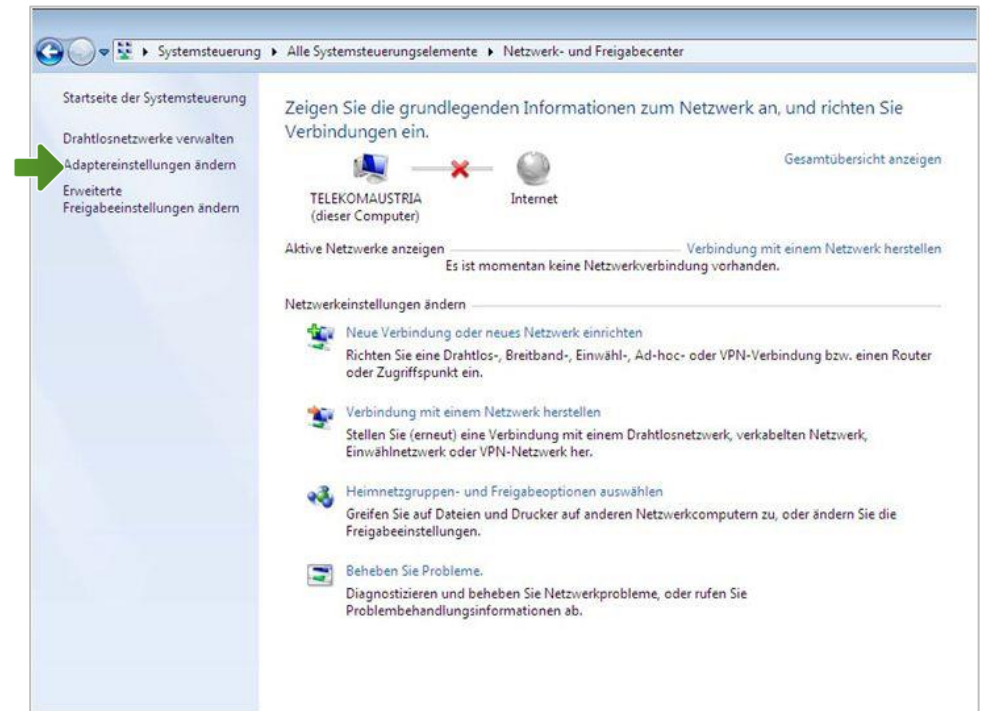 Systemsteuerung ▸ Alle Systemsteuerungselemente ▸ Netzwerk- und Freigabecenter
Startseite der Systemsteuerung
Drahtlosnetzwerke verwalten
Adaptereinstellungen ändern
Erweiterte
Freigabeeinstellungen ändern
Zeigen Sie die grundlegenden Informationen zum Netzwerk an, und richten Sie
Verbindungen ein.
Gesamtübersicht anzeigen
TELEKOMAUSTRIA
(dieser Computer)
Internet
Aktive Netzwerke anzeigen
Verbindung mit einem Netzwerk herstellen
Es ist momentan keine Netzwerkverbindung vorhanden.
Netzwerkeinstellungen ändern
Neue Verbindung oder neues Netzwerk einrichten
Richten Sie eine Drahtlos-, Breitband-, Einwähl-, Ad-hoc- oder VPN-Verbindung bzw. einen Router
oder Zugriffspunkt ein.
Verbindung mit einem Netzwerk herstellen
Stellen Sie (erneut) eine Verbindung mit einem Drahtlosnetzwerk, verkabelten Netzwerk,
Einwählnetzwerk oder VPN-Netzwerk her.
Heimnetzgruppen- und Freigabeoptionen auswählen
Greifen Sie auf Dateien und Drucker auf anderen Netzwerkcomputern zu, oder ändern Sie die
Freigabeeinstellungen.
Beheben Sie Probleme.
Diagnostizieren und beheben Sie Netzwerkprobleme, oder rufen Sie
Problembehandlungsinformationen ab.